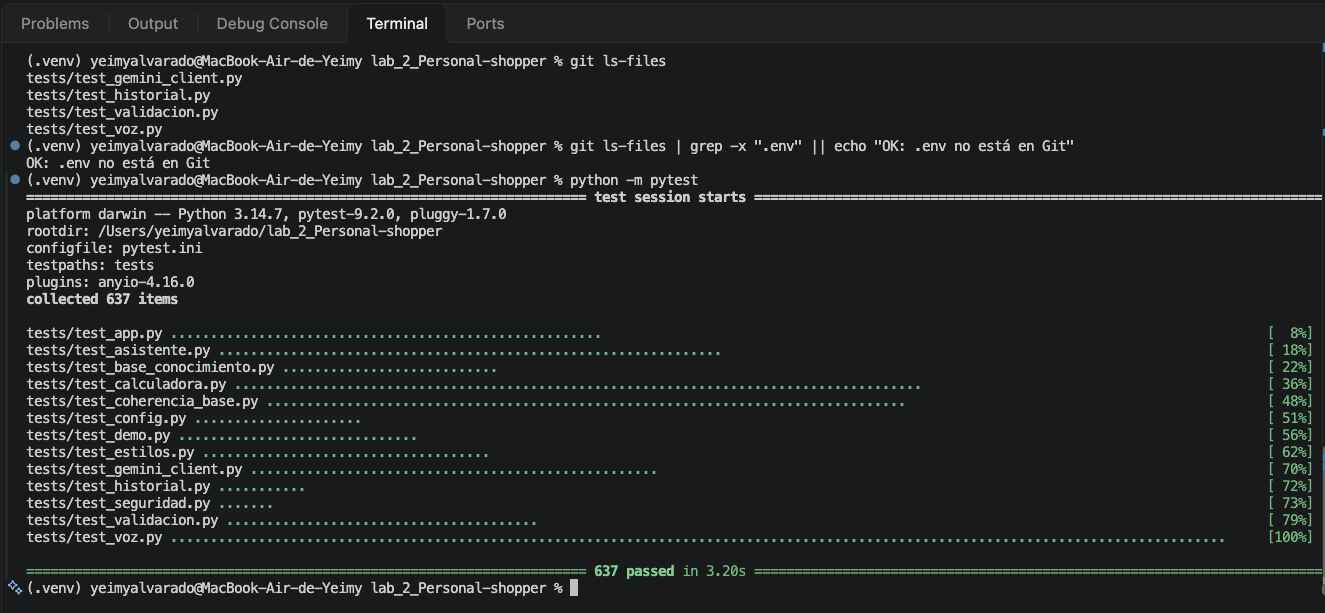 Problems Output Debug Console Terminal Ports
(.venv) yeimyalvarado@MacBook-Air-de-Yeimy lab_2_Personal-shopper % git ls-files
tests/test_gemini_client.py
tests/test_historial.py
tests/test_validacion.py
tests/test_voz.py
(.venv) yeimyalvarado@MacBook-Air-de-Yeimy lab_2_Personal-shopper % git ls-files | grep -x ".env" || echo "OK: .env no está en Git"
OK: .env no está en Git
(.venv) yeimyalvarado@MacBook-Air-de-Yeimy lab_2_Personal-shopper % python -m pytest
====================================================================== test session starts ======================================================================
platform darwin -- Python 3.14.7, pytest-9.2.0, pluggy-1.7.0
rootdir: /Users/yeimyalvarado/lab_2_Personal-shopper
configfile: pytest.ini
testpaths: tests
plugins: anyio-4.16.0
collected 637 items
tests/test_app.py ...................................................... [  8%]
tests/test_asistente.py ............................................................... [ 18%]
tests/test_base_conocimiento.py ........................... [ 22%]
tests/test_calculadora.py ...................................................................................... [ 36%]
tests/test_coherencia_base.py ................................................................................ [ 48%]
tests/test_config.py ..................... [ 51%]
tests/test_demo.py .............................. [ 56%]
tests/test_estilos.py .................................... [ 62%]
tests/test_gemini_client.py ................................................... [ 70%]
tests/test_historial.py ........... [ 72%]
tests/test_seguridad.py ....... [ 73%]
tests/test_validacion.py ....................................... [ 79%]
tests/test_voz.py .................................................................................................................................... [100%]
====================================================================== 637 passed in 3.20s ======================================================================
(.venv) yeimyalvarado@MacBook-Air-de-Yeimy lab_2_Personal-shopper %